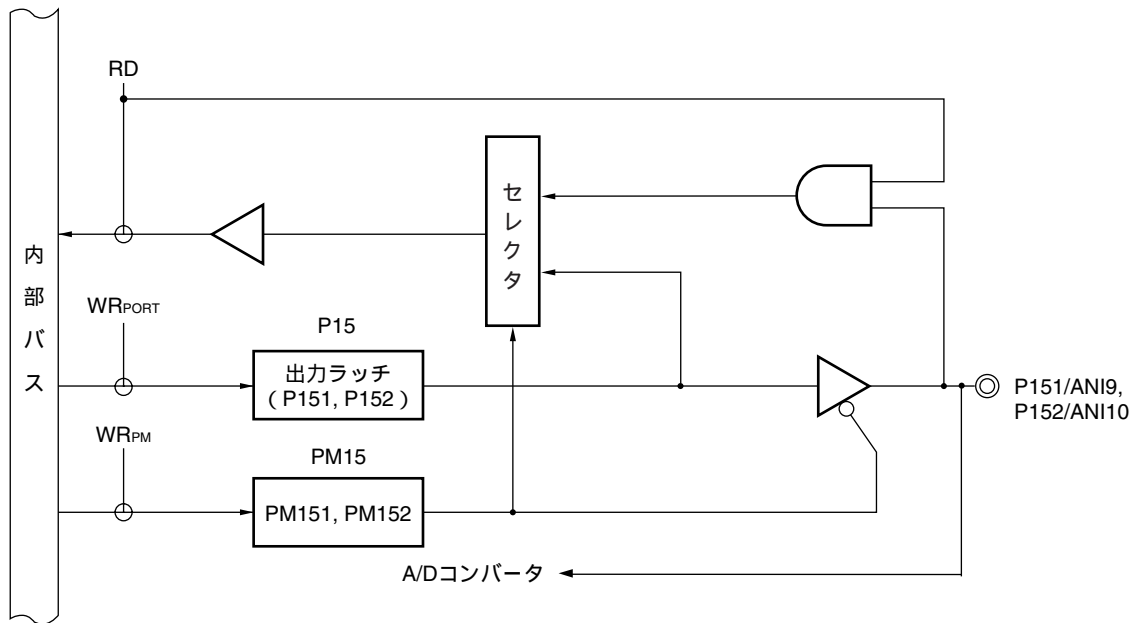 RD
セレクタ
内部バス
WRPORT
P15
出力ラッチ
( P151, P152 )
P151/ANI9,
P152/ANI10
WRPM
PM15
PM151, PM152
A/Dコンバータ